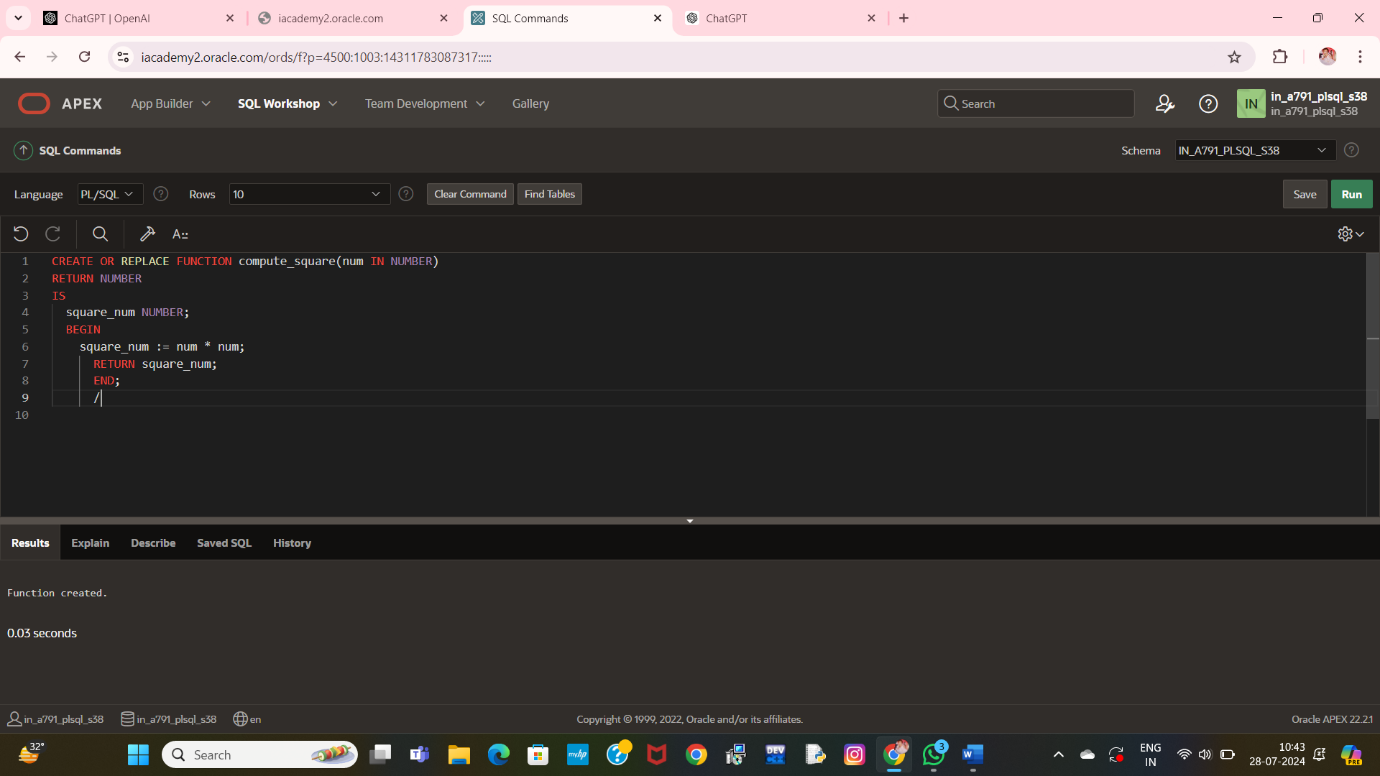 ChatGPT | OpenAI
iacademy2.oracle.com
SQL Commands
ChatGPT
iacademy2.oracle.com/ords/f?p=4500:1003:14311783087317:::::
APEX
App Builder
SQL Workshop
Team Development
Gallery
Search
IN
in_a791_plsql_s38
in_a791_plsql_s38
SQL Commands
Schema
IN_A791_PLSQL_S38
Language
PL/SQL
Rows
10
Clear Command
Find Tables
Save
Run
A::
1 CREATE OR REPLACE FUNCTION compute_square(num IN NUMBER)
2 RETURN NUMBER
3 IS
4 square_num NUMBER;
5 BEGIN
6 square_num := num * num;
7 RETURN square_num;
8 END;
9 /
10
Results
Explain
Describe
Saved SQL
History
Function created.
0.03 seconds
in_a791_plsql_s38
in_a791_plsql_s38
en
Copyright © 1999, 2022, Oracle and/or its affiliates.
Oracle APEX 22.2.1
32°
Search
myhp
DEV
3
W
ENG
IN
10:43
28-07-2024
PRE